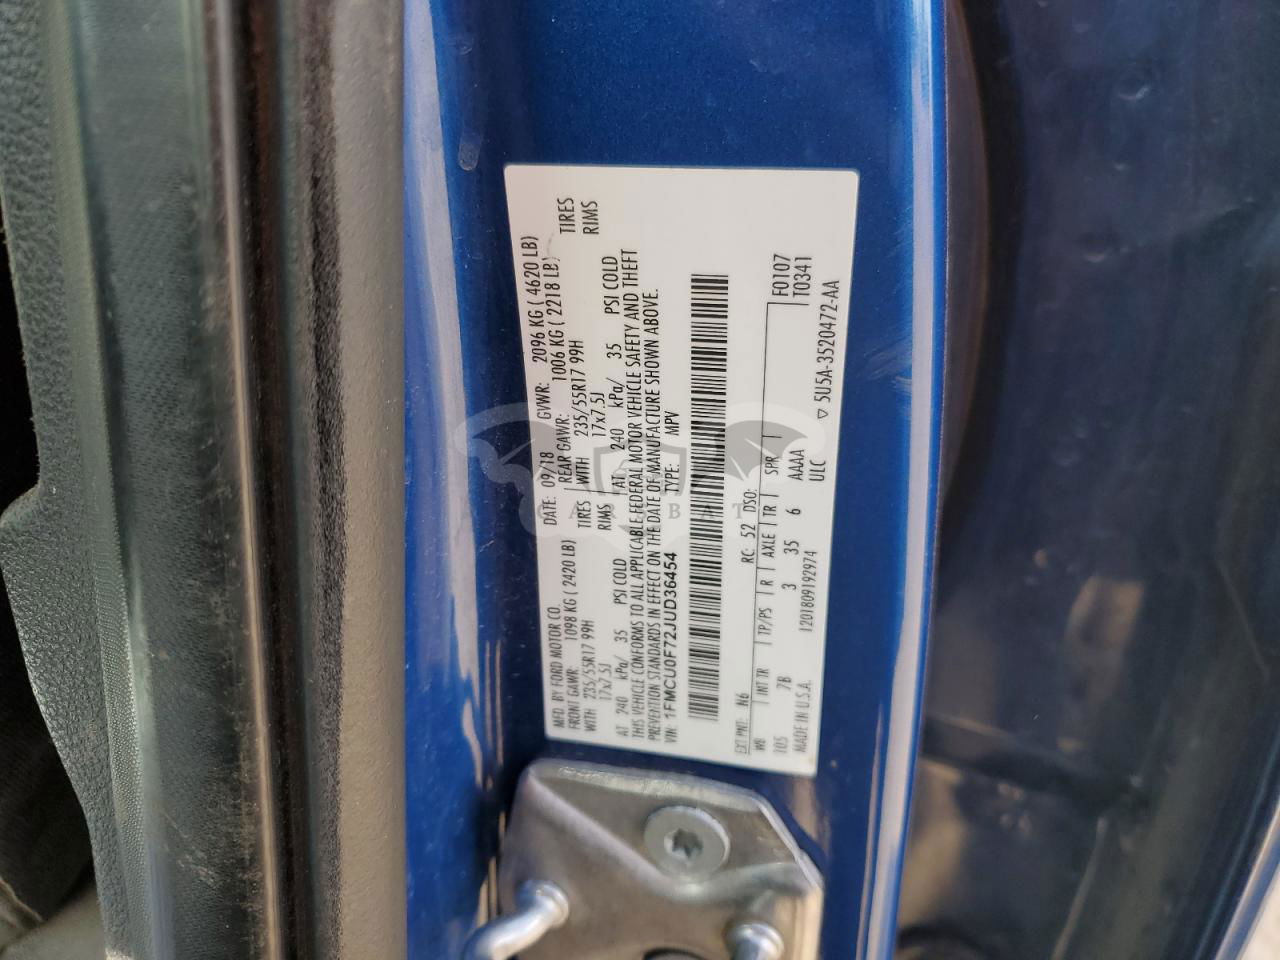 MFD. BY FORD MOTOR CO.
DATE: 09/18 GVWR: 2096 KG ( 4620 LB)
FRONT GAWR: 1098 KG ( 2420 LB)
REAR GAWR: 1006 KG ( 2218 LB)
WITH 235/55R17 99H TIRES
WITH 235/55R17 99H TIRES
17x7.5J RIMS
17x7.5J RIMS
AT 240 kPa/ 35 PSI COLD
AT 240 kPa/ 35 PSI COLD
THIS VEHICLE CONFORMS TO ALL APPLICABLE FEDERAL MOTOR VEHICLE SAFETY AND THEFT
PREVENTION STANDARDS IN EFFECT ON THE DATE OF MANUFACTURE SHOWN ABOVE.
VIN: 1FMCU0F72JUD36454 TYPE: MPV
EXT PNT: N6 RC: 52 DSO:
WB INT TR TP/PS R AXLE TR SPR F0107
105 7B 3 35 6 AAAA T0341
MADE IN U.S.A. 1201809192974 ULC
5U5A-3520472-AA
CAR BAT